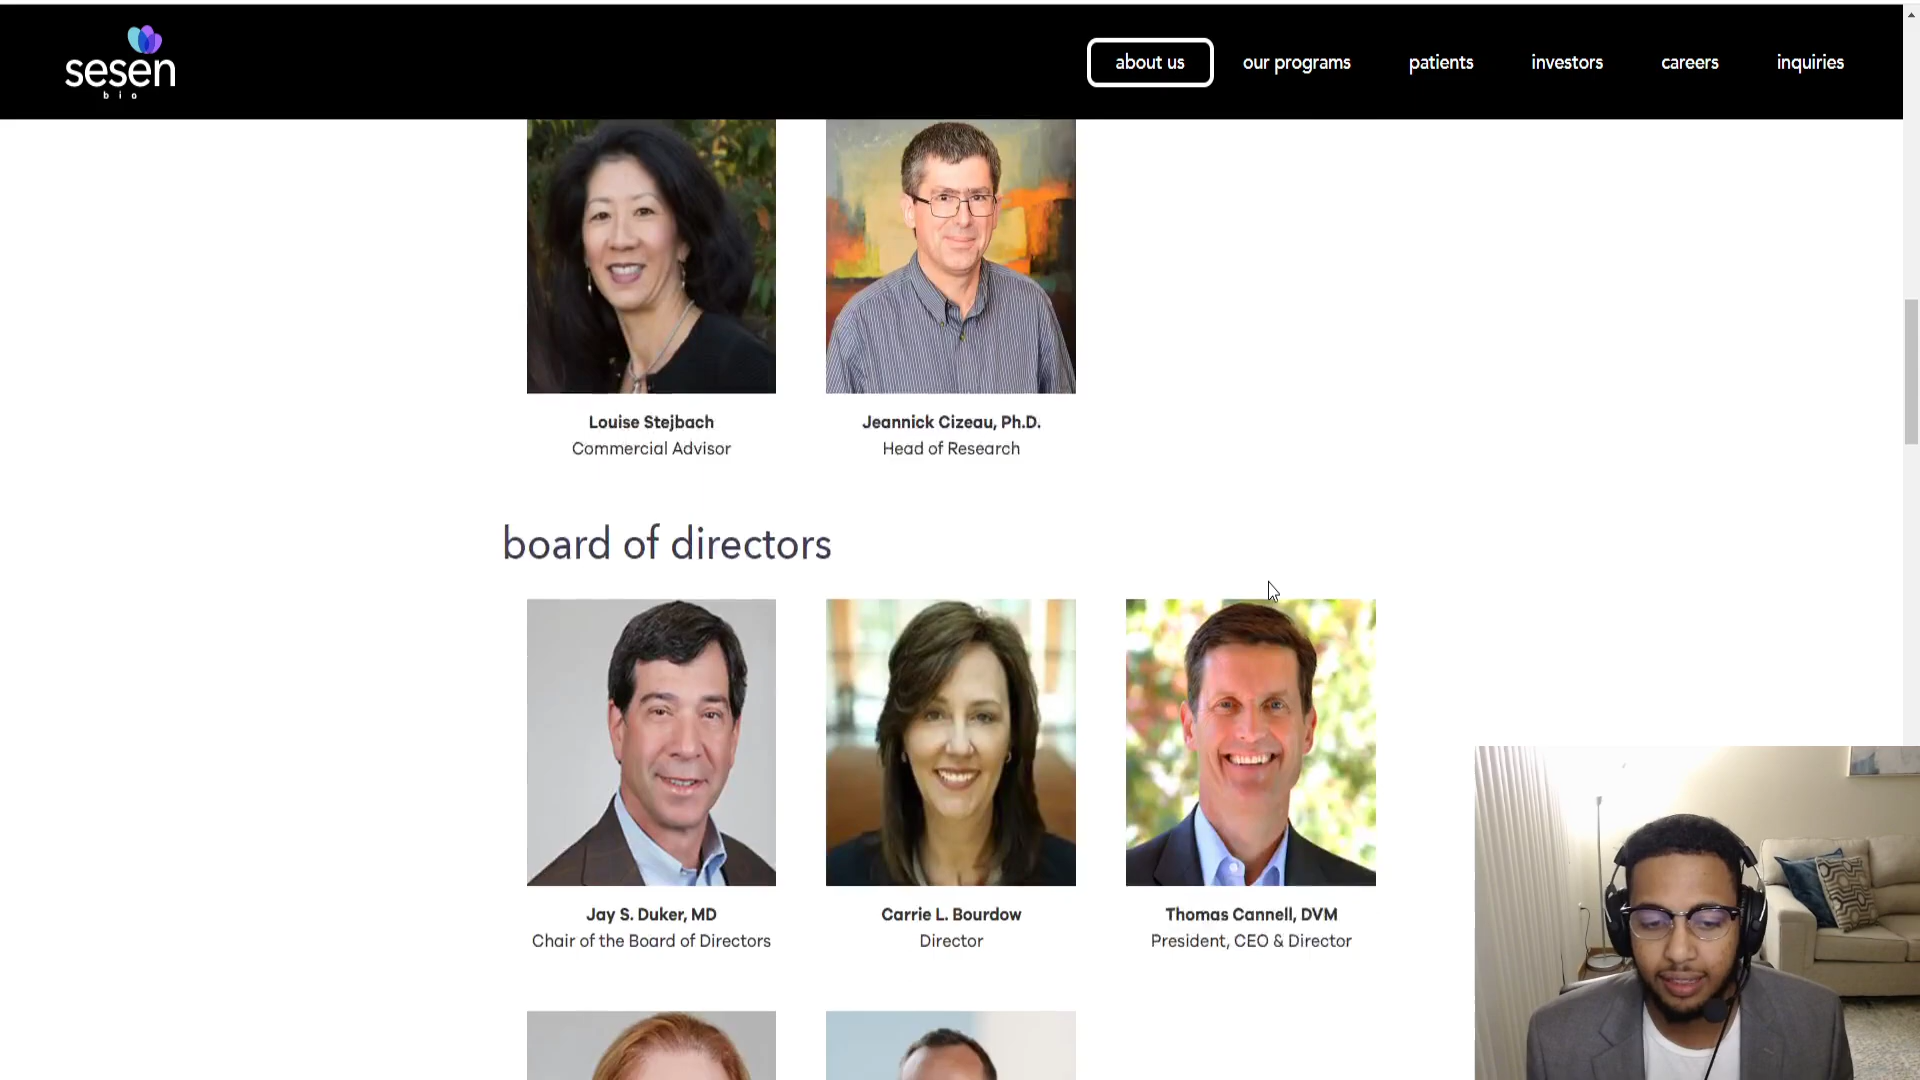 sesen
bio
about us
our programs
patients
investors
careers
inquiries
Louise Stejbach
Commercial Advisor
Jeannick Cizeau, Ph.D.
Head of Research
board of directors
Jay S. Duker, MD
Chair of the Board of Directors
Carrie L. Bourdow
Director
Thomas Cannell, DVM
President, CEO & Director